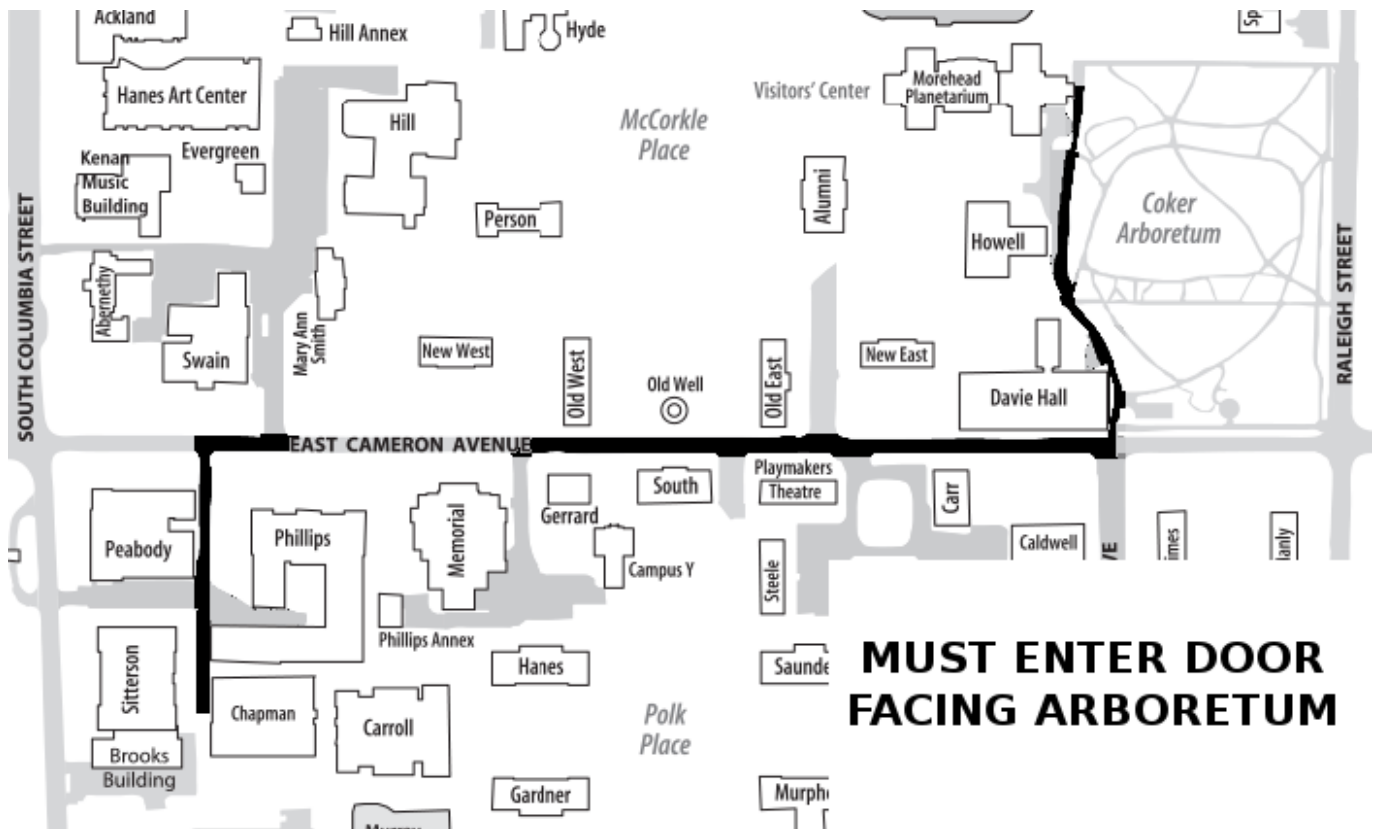 Ackland
Hill Annex
Hyde
Hanes Art Center
Hill
Visitors' Center
Morehead
Planetarium
McCorkle
Place
Kenan
Music
Building
Evergreen
Person
Alumni
Howell
Coker
Arboretum
SOUTH COLUMBIA STREET
RALEIGH STREET
Abernethy
Swain
Mary Ann
Smith
New West
Old West
Old Well
Old East
New East
Davie Hall
EAST CAMERON AVENUE
Peabody
Phillips
Memorial
Gerrard
South
Playmakers
Theatre
Carr
Caldwell
Campus Y
Steele
Phillips Annex
Sitterson
Chapman
Carroll
Hanes
Saunde
Polk
Place
Brooks
Building
Gardner
Murph
MUST ENTER DOOR
FACING ARBORETUM